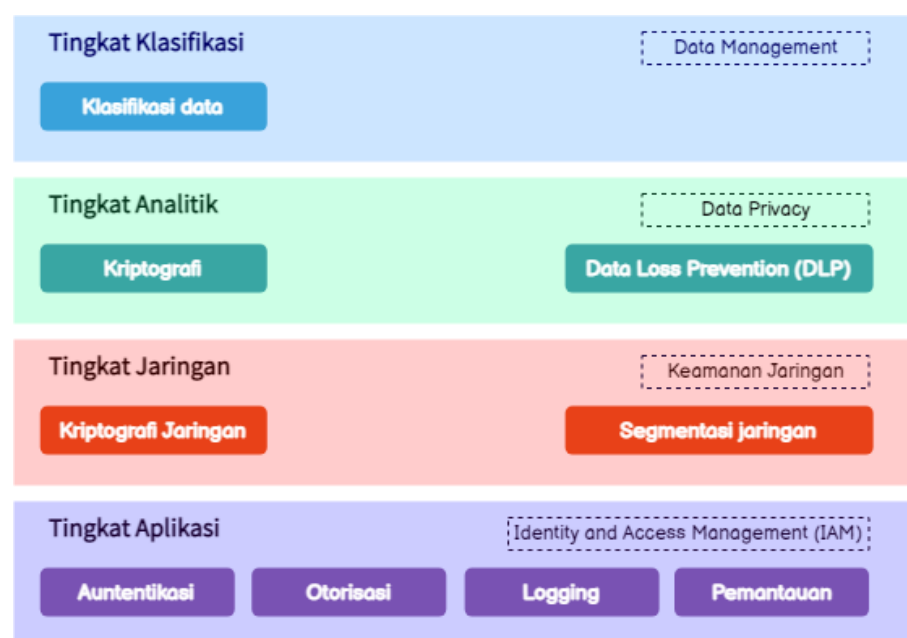 Tingkat Klasifikasi
Data Management
Klasifikasi data
Tingkat Analitik
Data Privacy
Kriptografi
Data Loss Prevention (DLP)
Tingkat Jaringan
Keamanan Jaringan
Kriptografi Jaringan
Segmentasi jaringan
Tingkat Aplikasi
Identity and Access Management (IAM)
Auntentikasi
Otorisasi
Logging
Pemantauan